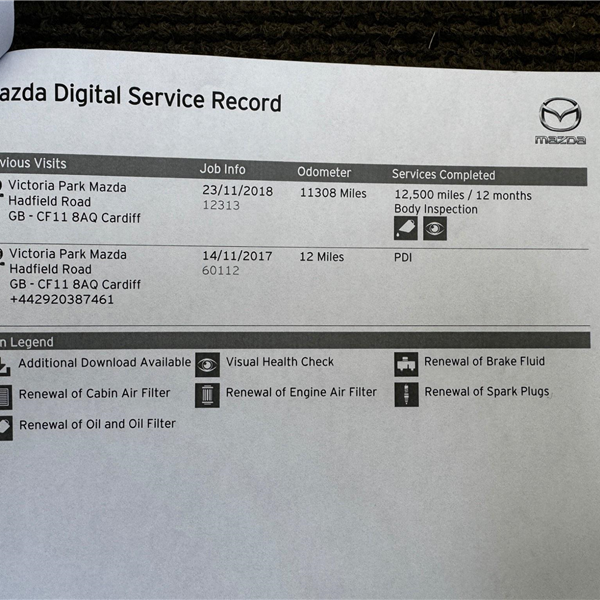 azda Digital Service Record
mazda
vious Visits Job Info Odometer Services Completed
Victoria Park Mazda 23/11/2018 11308 Miles 12,500 miles / 12 months
Hadfield Road 12313 Body Inspection
GB - CF11 8AQ Cardiff
Victoria Park Mazda 14/11/2017 12 Miles PDI
Hadfield Road 60112
GB - CF11 8AQ Cardiff
+442920387461
n Legend
Additional Download Available Visual Health Check Renewal of Brake Fluid
Renewal of Cabin Air Filter Renewal of Engine Air Filter Renewal of Spark Plugs
Renewal of Oil and Oil Filter